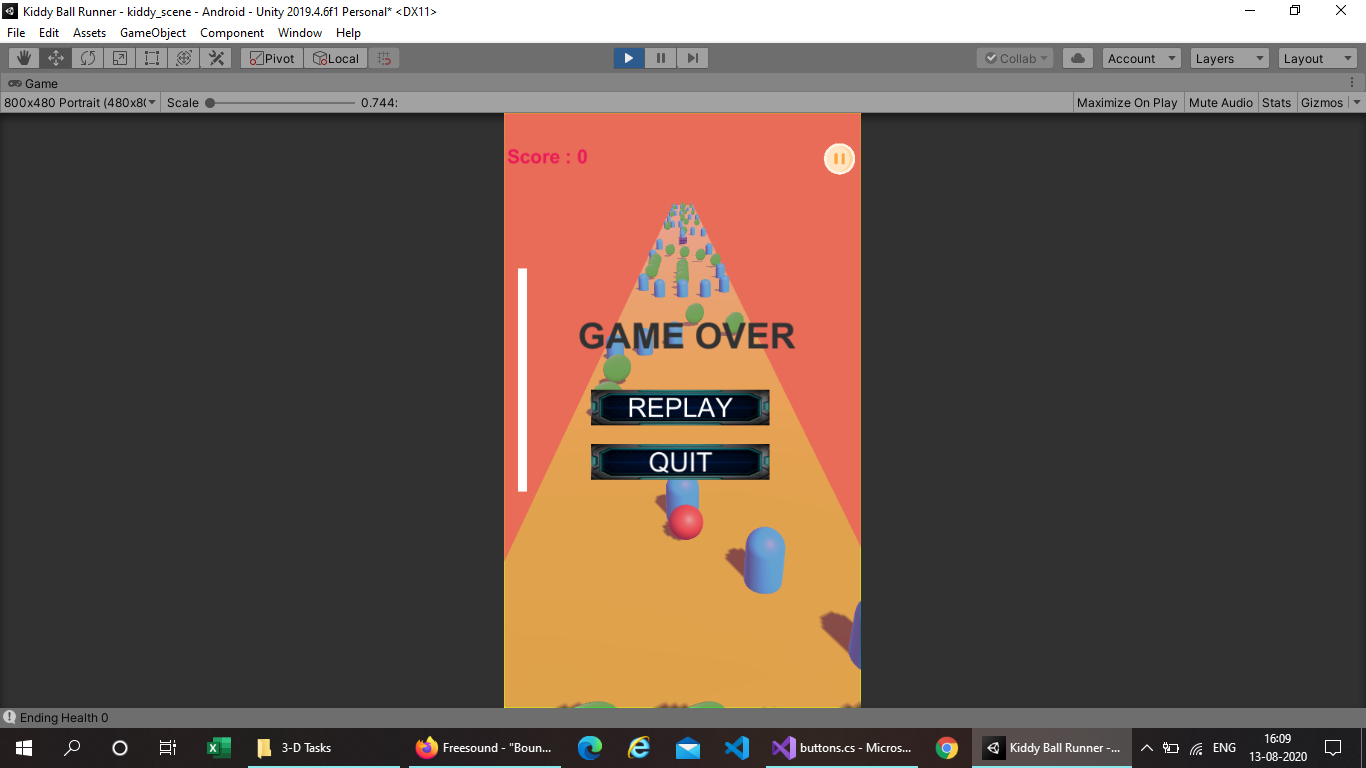 Kiddy Ball Runner - kiddy_scene - Android - Unity 2019.4.6f1 Personal* <DX11>
File Edit Assets GameObject Component Window Help
Pivot Local Collab Account Layers Layout
Game
800x480 Portrait (480x8( Scale 0.744: Maximize On Play Mute Audio Stats Gizmos
Score : 0
GAME OVER
REPLAY
QUIT
Ending Health 0
3-D Tasks Freesound - "Boun... buttons.cs - Micros... Kiddy Ball Runner -... ENG 16:09
13-08-2020